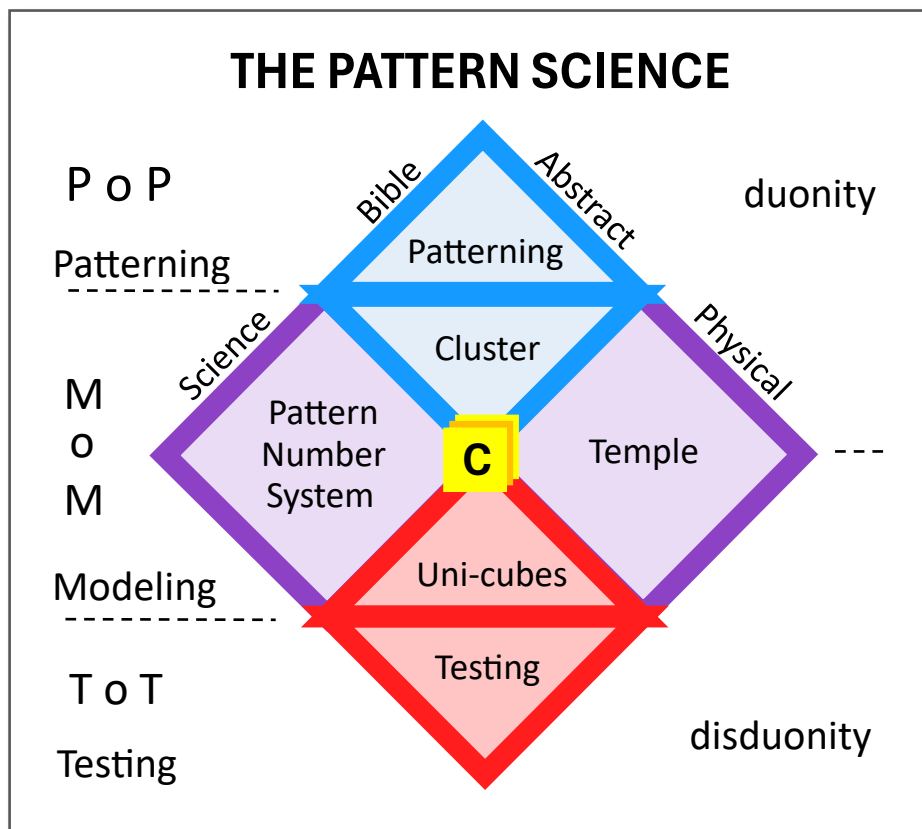 THE PATTERN SCIENCE
P o P
Bible
Abstract
duonity
Patterning
Patterning
Science
Cluster
Physical
M
o
M
Pattern
Number
System
C
Temple
Modeling
Uni-cubes
T o T
Testing
Testing
disduonity